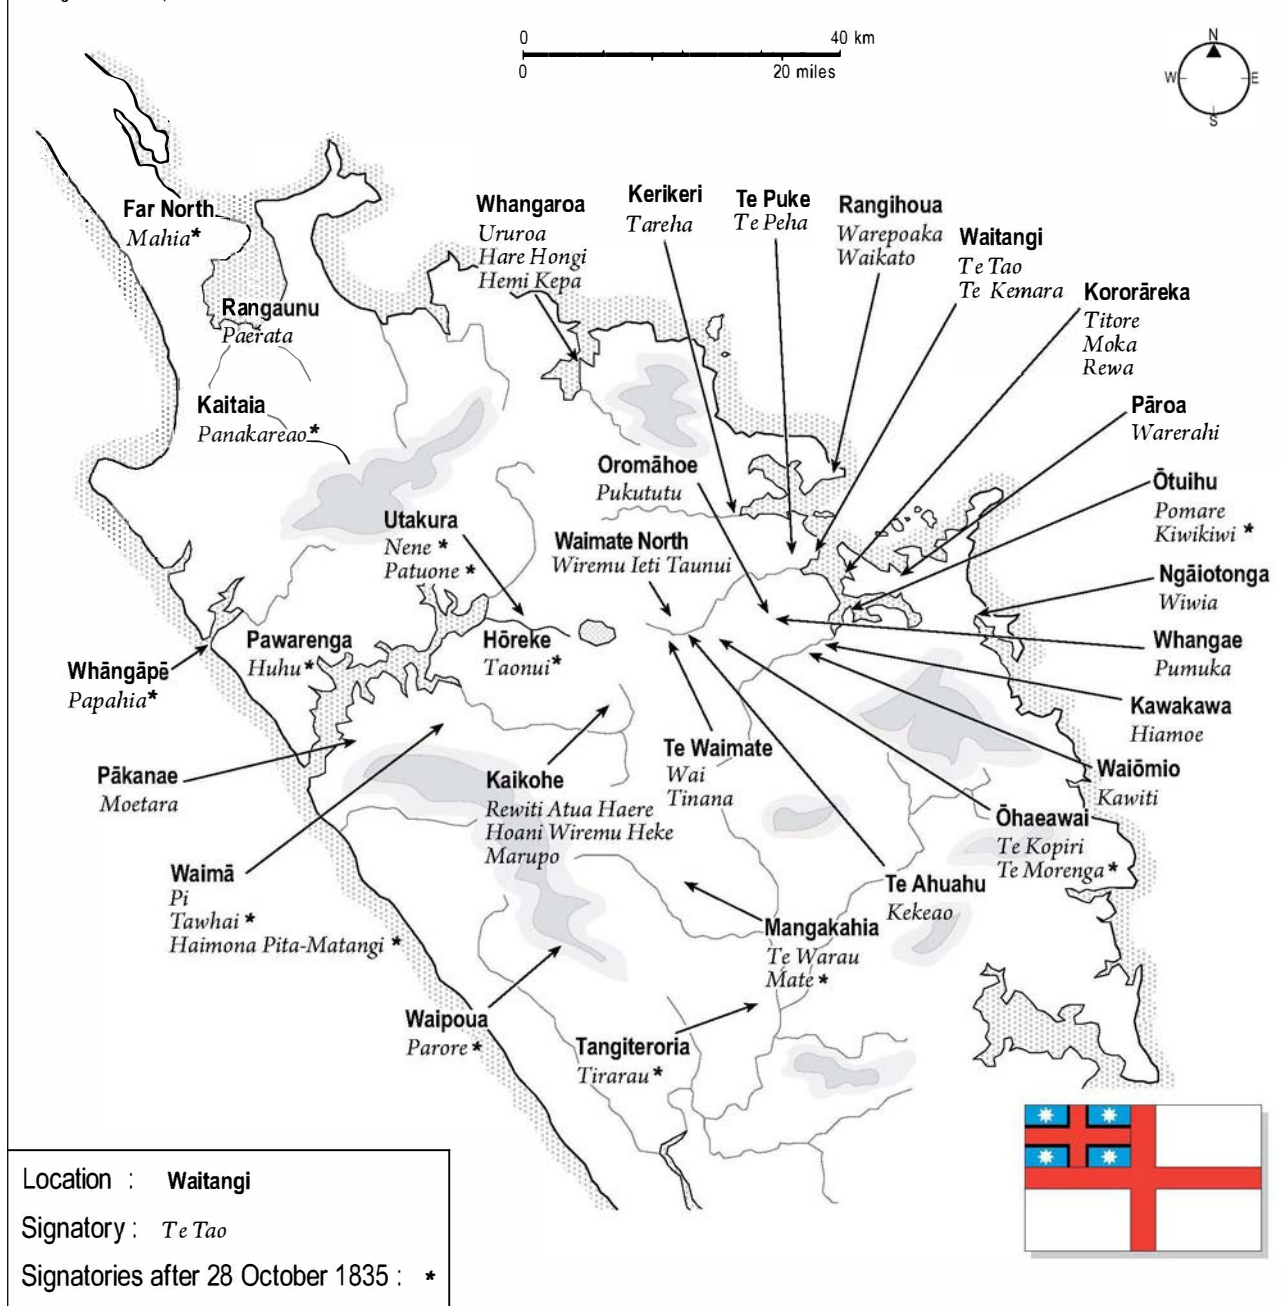 0 40 km
0 20 miles
N
W E
S
Far North
Mahia*
Rangaunu
Paerata
Kaitaia
Panakareao*
Whangaroa
Ururoa
Hare Hongi
Hemi Kepa
Kerikeri
Tareha
Te Puke
Te Peha
Rangihoua
Warepoaka
Waikato
Waitangi
Te Tao
Te Kemara
Kororāreka
Titore
Moka
Rewa
Pāroa
Warerahi
Ōtuihu
Pomare
Kiwikiwi *
Ngāiotonga
Wiwia
Whangae
Pumuka
Kawakawa
Hiamoe
Waiōmio
Kawiti
Ōhaeawai
Te Kopiri
Te Morenga*
Te Ahuahu
Kekeao
Oromāhoe
Pukututu
Waimate North
Wiremu Ieti Taunui
Utakura
Nene *
Patuone *
Hōreke
Taonui*
Pawarenga
Huhu*
Whāngāpē
Papahia*
Pākanae
Moetara
Kaikohe
Rewiti Atua Haere
Hoani Wiremu Heke
Marupo
Te Waimate
Wai
Tinana
Waimā
Pi
Tawhai *
Haimona Pita-Matangi *
Mangakahia
Te Warau
Mate *
Waipoua
Parore *
Tangiteroria
Tirarau *
Location : Waitangi
Signatory : Te Tao
Signatories after 28 October 1835 : *